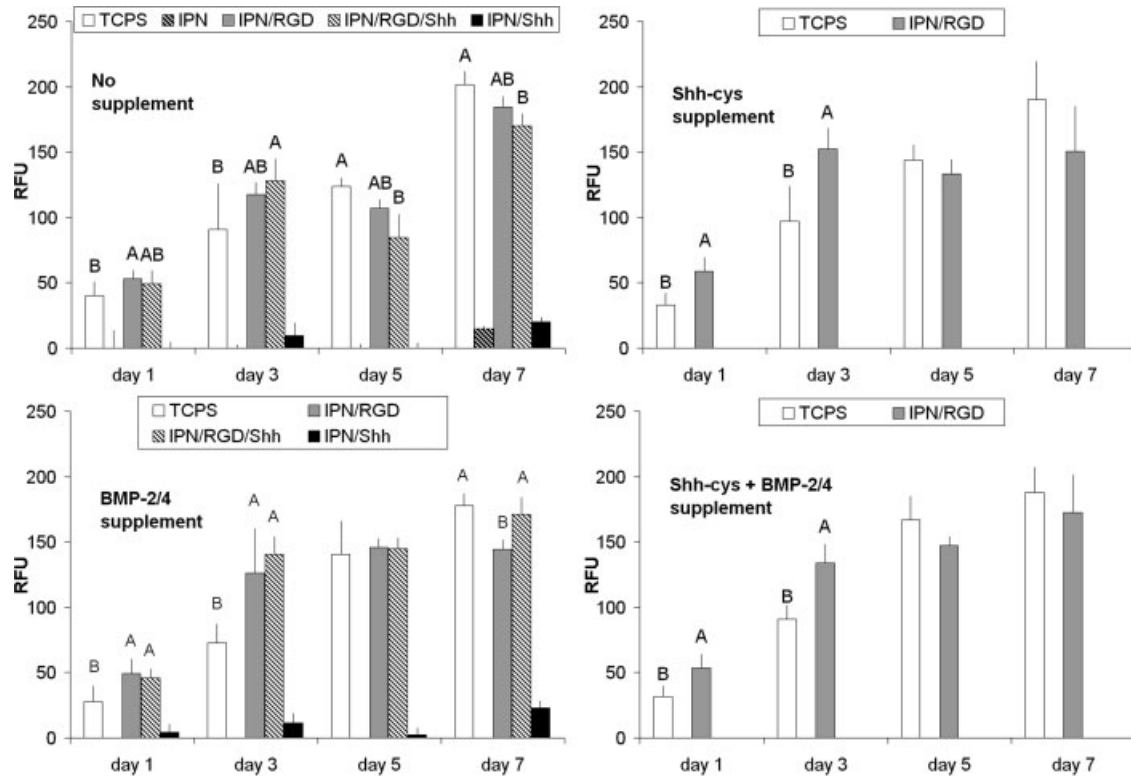 TCPS IPN IPN/RGD IPN/RGD/Shh IPN/Shh
No
supplement
RFU
250
200
150
100
50
0
B A AB
B AB A
A AB B
A AB B
day 1 day 3 day 5 day 7
TCPS IPN/RGD
Shh-cys
supplement
RFU
250
200
150
100
50
0
B A
B A
day 1 day 3 day 5 day 7
TCPS IPN/RGD
IPN/RGD/Shh IPN/Shh
BMP-2/4
supplement
RFU
250
200
150
100
50
0
B A A
B A A
A B A
day 1 day 3 day 5 day 7
TCPS IPN/RGD
Shh-cys + BMP-2/4
supplement
RFU
250
200
150
100
50
0
B A
B A
day 1 day 3 day 5 day 7